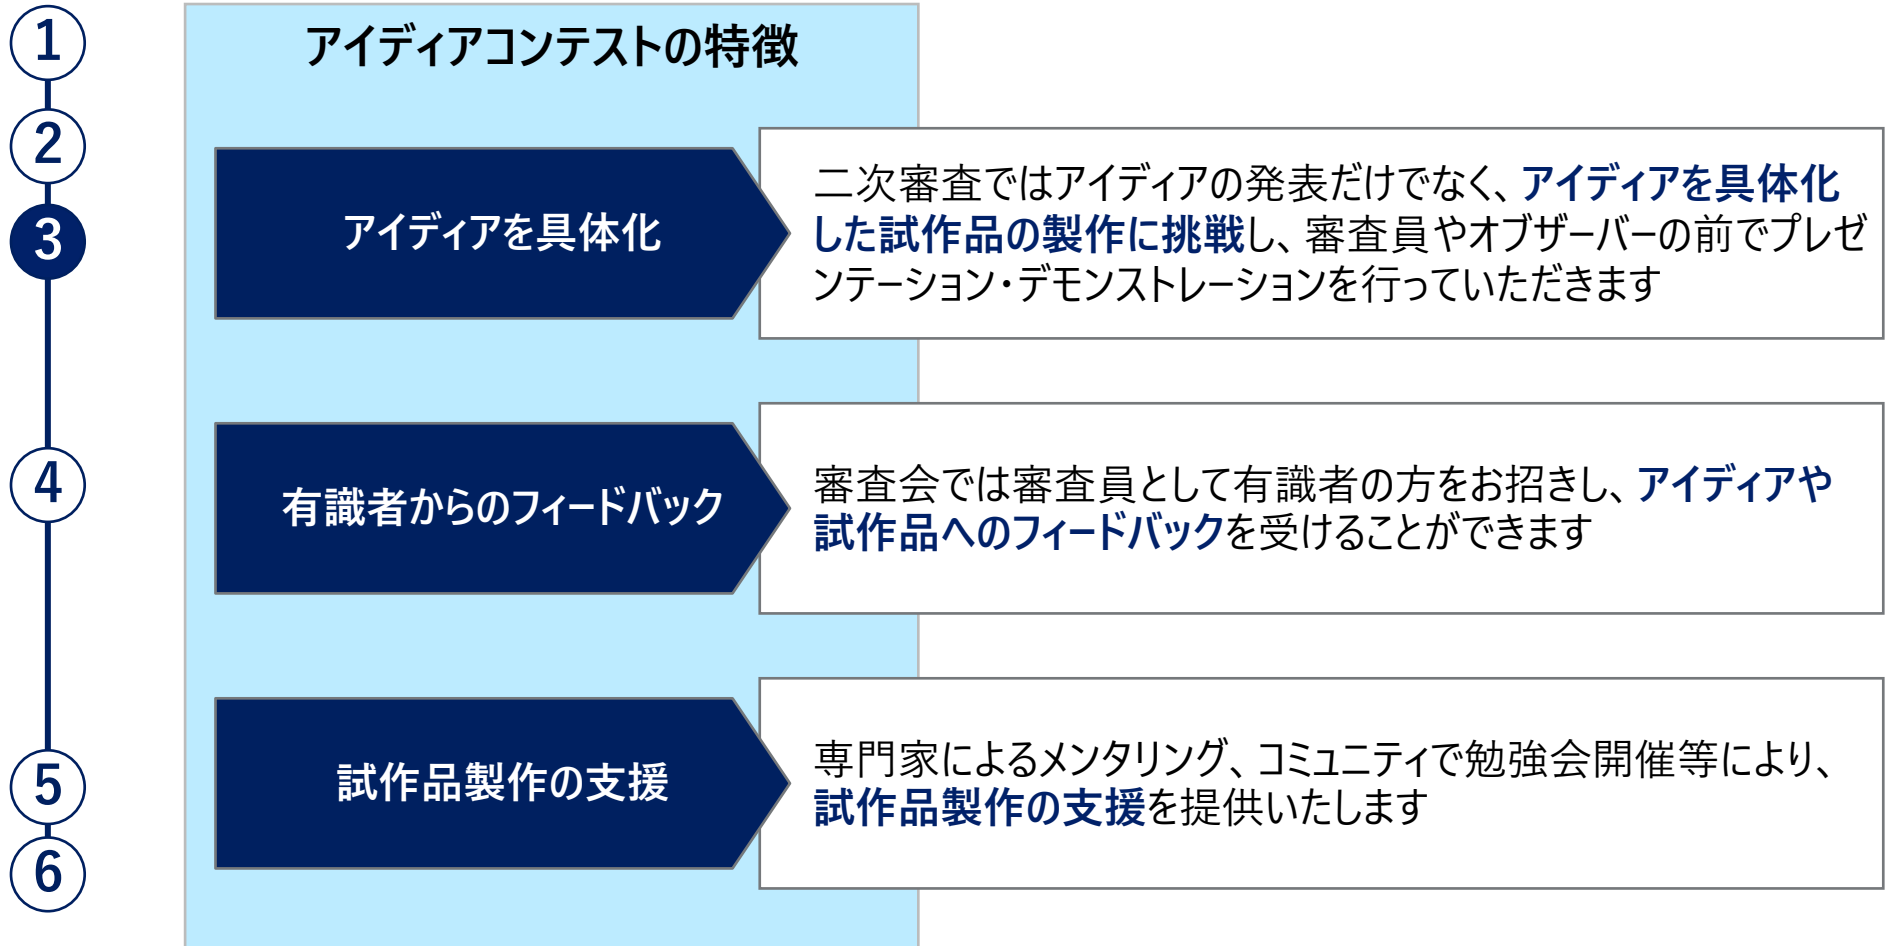 1
2
3
4
5
6
アイディアコンテストの特徴
アイディアを具体化
二次審査ではアイディアの発表だけでなく、アイディアを具体化
した試作品の製作に挑戦し、審査員やオブザーバーの前でプレゼ
ンテーション・デモンストレーションを行っていただきます
有識者からのフィードバック
審査会では審査員として有識者の方をお招きし、アイディアや
試作品へのフィードバックを受けることができます
試作品製作の支援
専門家によるメンタリング、コミュニティで勉強会開催等により、
試作品製作の支援を提供いたします